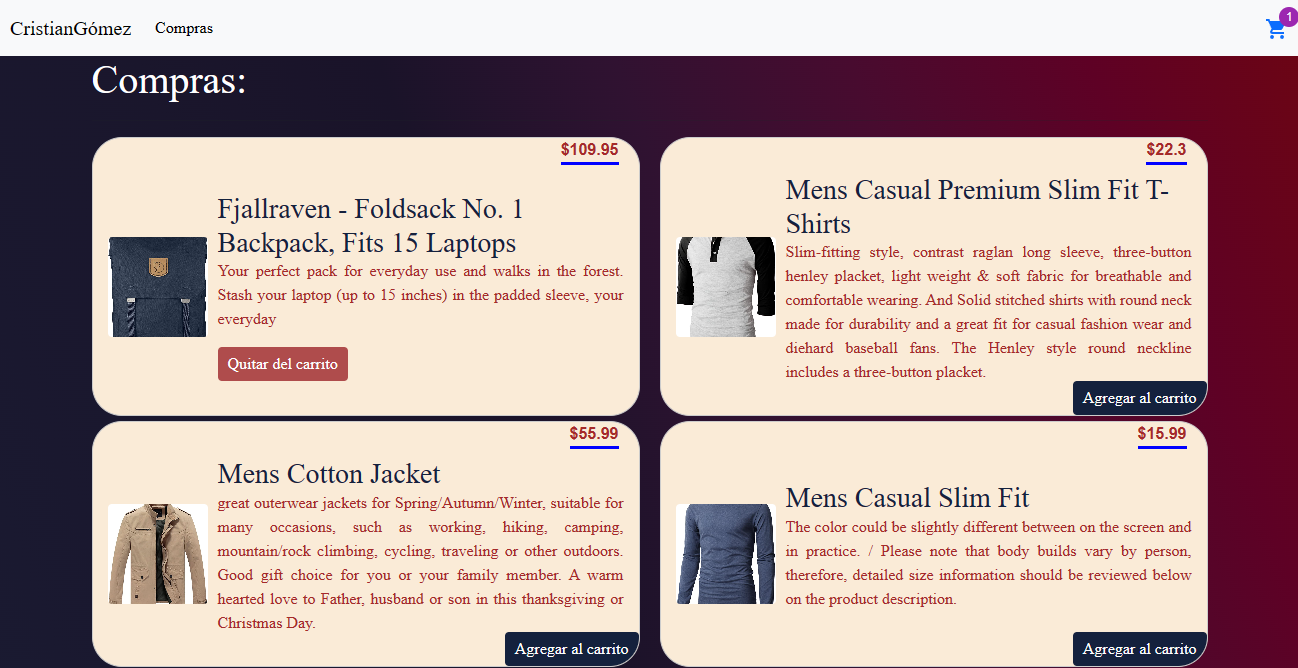 CristianGómez Compras 1
Compras:
$109.95
Fjallraven - Foldsack No. 1
Backpack, Fits 15 Laptops
Your perfect pack for everyday use and walks in the forest.
Stash your laptop (up to 15 inches) in the padded sleeve, your
everyday
Quitar del carrito
$22.3
Mens Casual Premium Slim Fit T-
Shirts
Slim-fitting style, contrast raglan long sleeve, three-button
henley placket, light weight & soft fabric for breathable and
comfortable wearing. And Solid stitched shirts with round neck
made for durability and a great fit for casual fashion wear and
diehard baseball fans. The Henley style round neckline
includes a three-button placket.
Agregar al carrito
$55.99
Mens Cotton Jacket
great outerwear jackets for Spring/Autumn/Winter, suitable for
many occasions, such as working, hiking, camping,
mountain/rock climbing, cycling, traveling or other outdoors.
Good gift choice for you or your family member. A warm
hearted love to Father, husband or son in this thanksgiving or
Christmas Day.
Agregar al carrito
$15.99
Mens Casual Slim Fit
The color could be slightly different between on the screen and
in practice. / Please note that body builds vary by person,
therefore, detailed size information should be reviewed below
on the product description.
Agregar al carrito